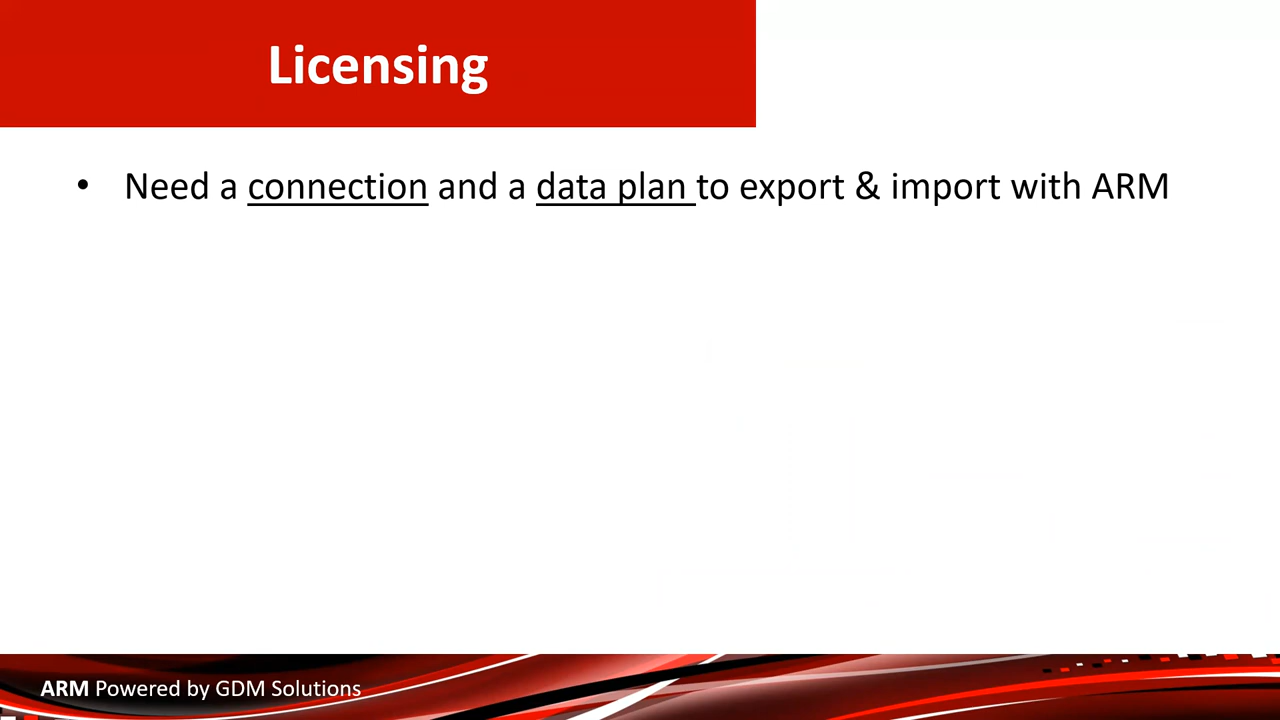 Licensing
• Need a connection and a data plan to export & import with ARM
ARM Powered by GDM Solutions